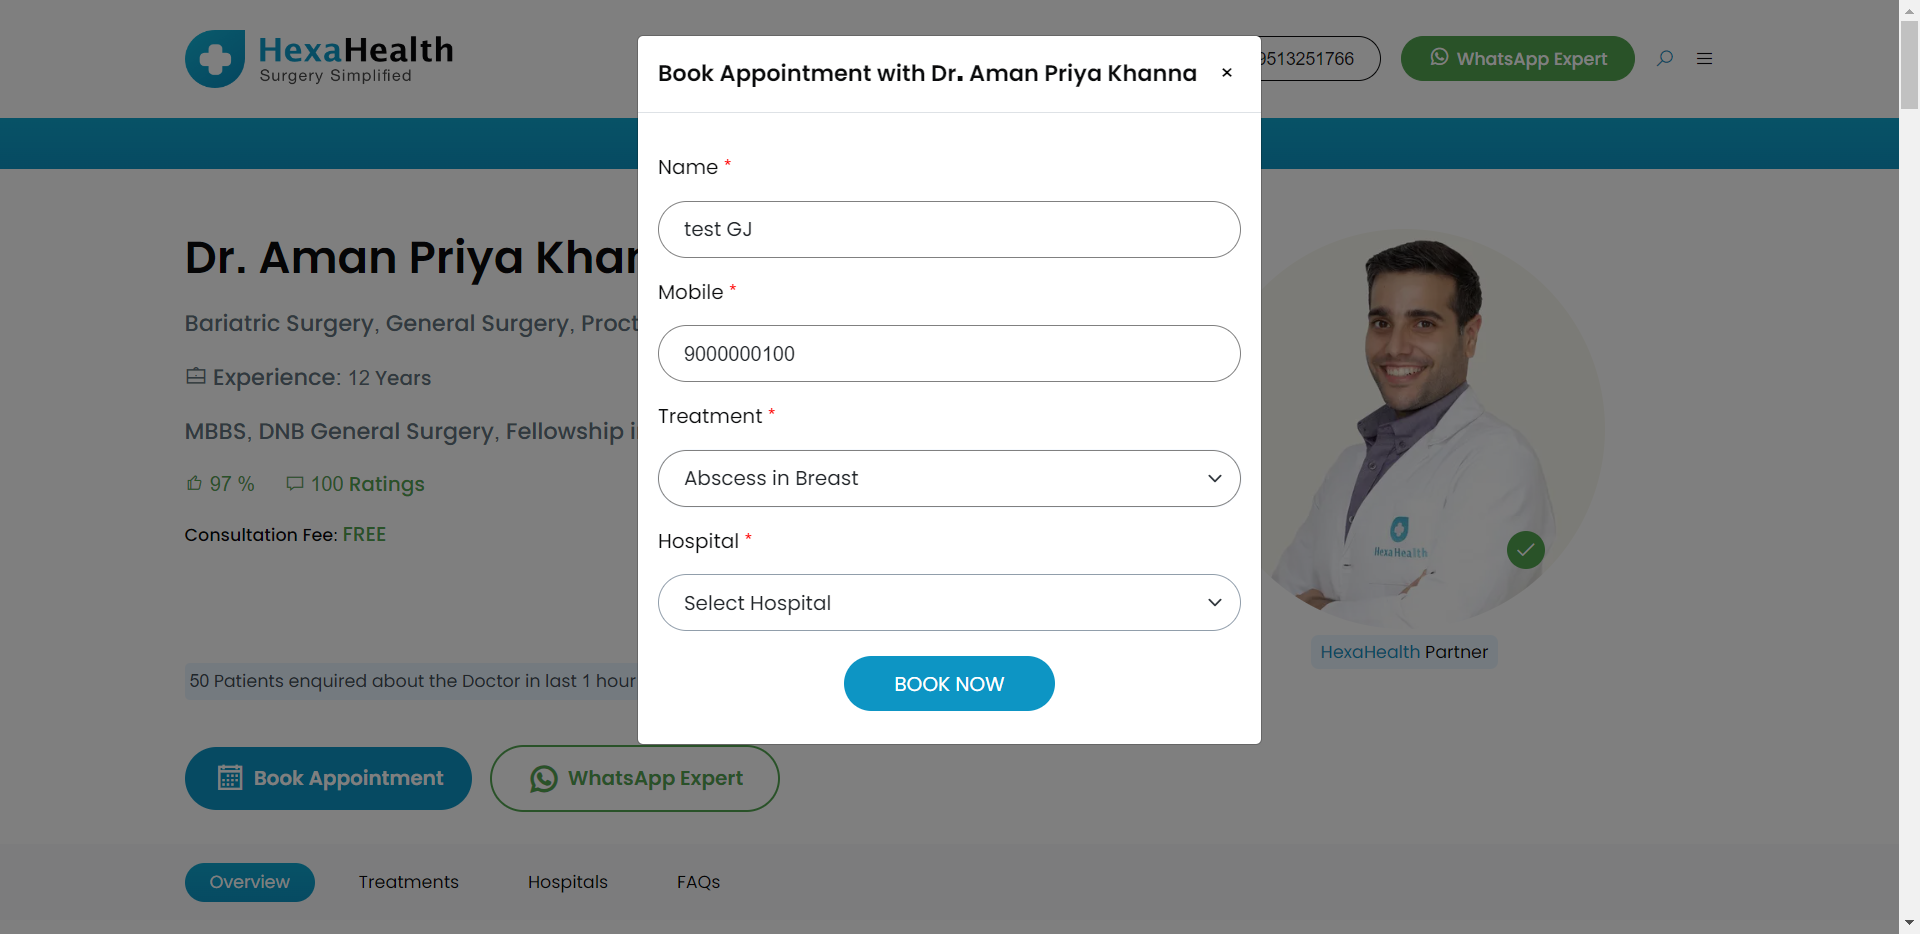 HexaHealth
Surgery Simplified
9513251766
WhatsApp Expert
Book Appointment with Dr. Aman Priya Khanna
×
Name *
test GJ
Mobile *
9000000100
Treatment *
Abscess in Breast
Hospital *
Select Hospital
BOOK NOW
Dr. Aman Priya Khan
Bariatric Surgery, General Surgery, Proct
Experience: 12 Years
MBBS, DNB General Surgery, Fellowship i
97 %
100 Ratings
Consultation Fee: FREE
50 Patients enquired about the Doctor in last 1 hour
HexaHealth
HexaHealth Partner
Book Appointment
WhatsApp Expert
Overview
Treatments
Hospitals
FAQs